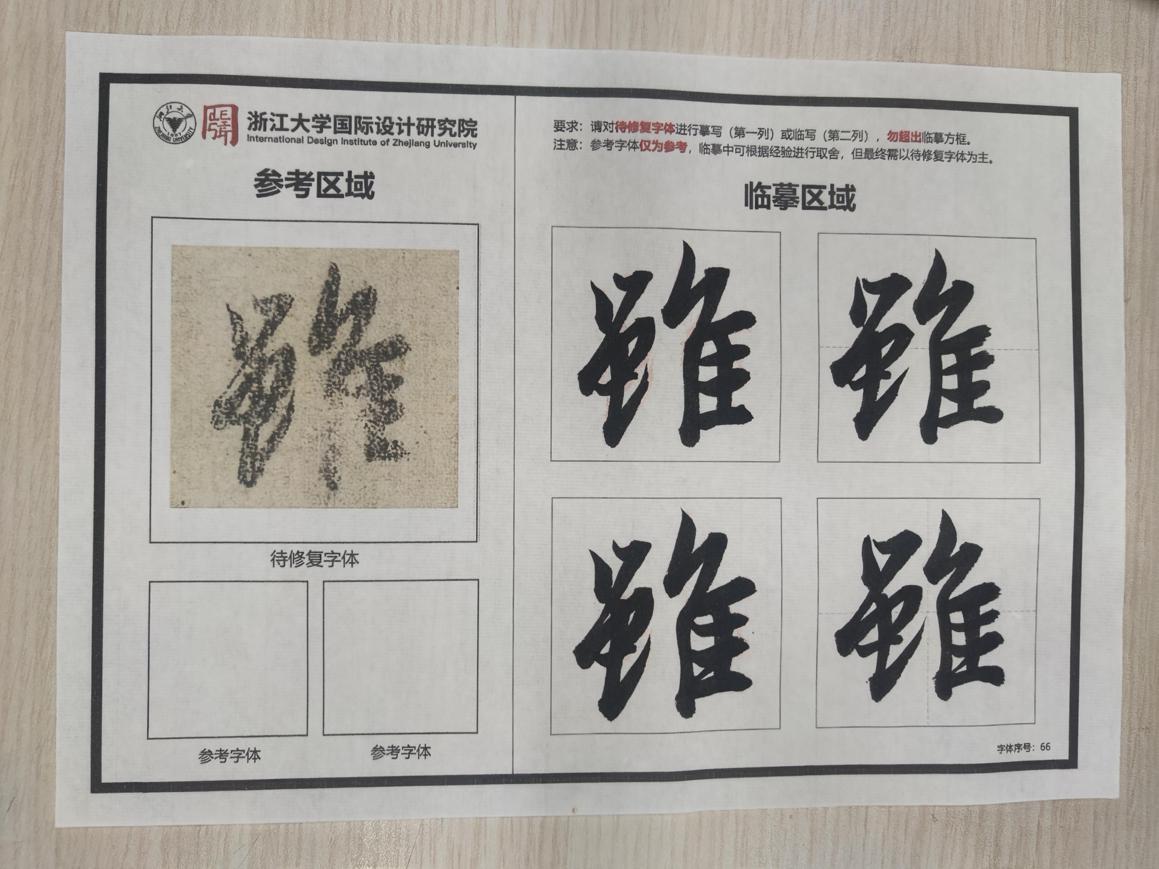 浙江大学国际设计研究院
International Design Institute of Zhejiang University
参考区域
雖
待修复字体
参考字体
参考字体
要求：请对待修复字体进行摹写（第一列）或临写（第二列），勿超出临摹方框。
注意：参考字体仅为参考，临摹中可根据经验进行取舍，但最终需以待修复字体为主。
临摹区域
雖 雖
雖 雖
字体序号：66